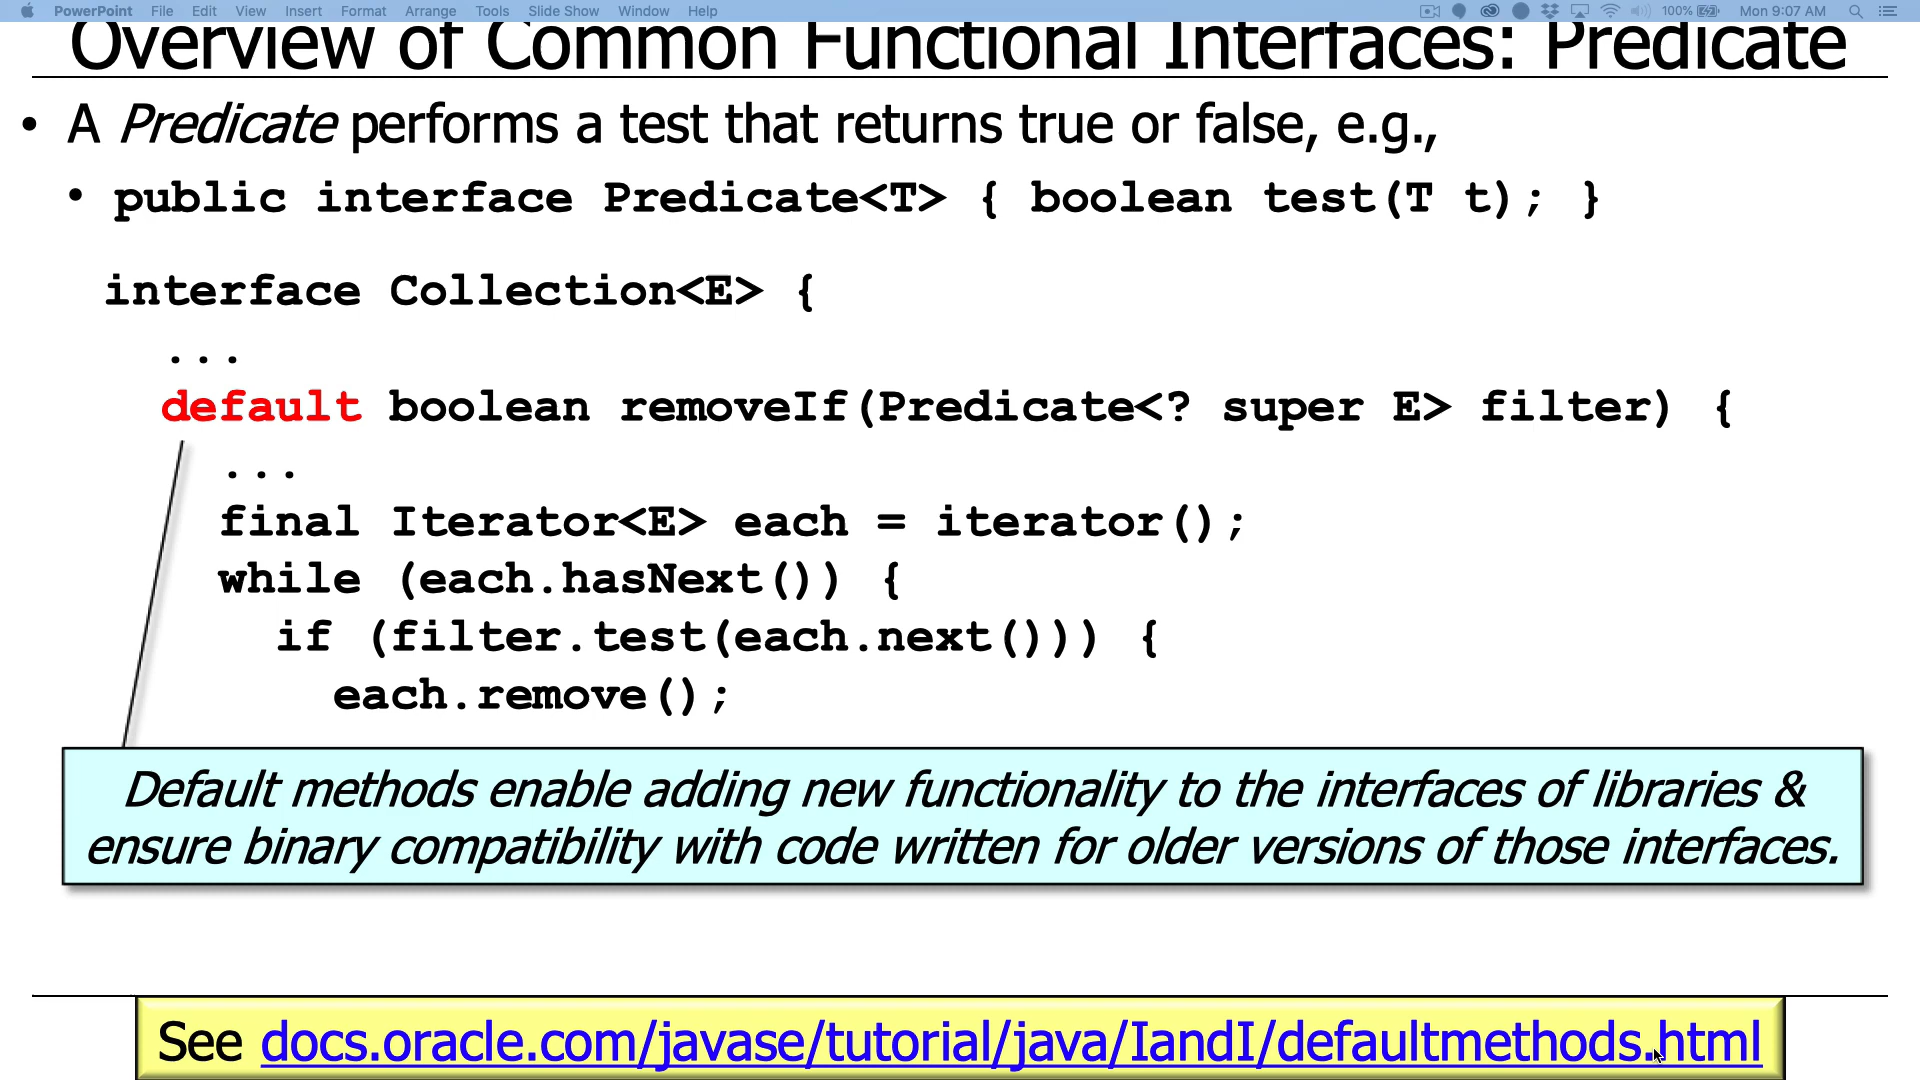 PowerPoint File Edit View Insert Format Arrange Tools Slide Show Window Help 100% Mon 9:07 AM
Overview of Common Functional Interfaces: Predicate
• A Predicate performs a test that returns true or false, e.g.,
• public interface Predicate<T> { boolean test(T t); }
interface Collection<E> {
...
default boolean removeIf(Predicate<? super E> filter) {
...
final Iterator<E> each = iterator();
while (each.hasNext()) {
if (filter.test(each.next())) {
each.remove();
Default methods enable adding new functionality to the interfaces of libraries &
ensure binary compatibility with code written for older versions of those interfaces.
See docs.oracle.com/javase/tutorial/java/IandI/defaultmethods.html